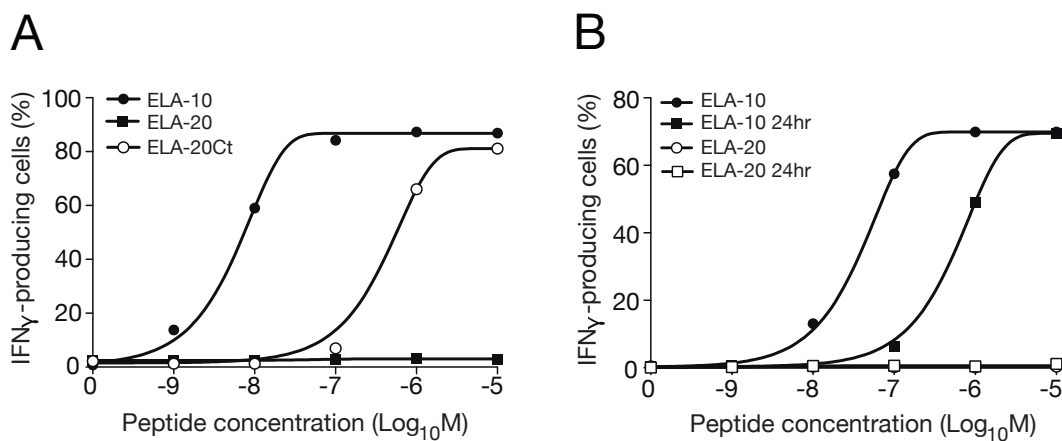 A
IFNγ-producing cells (%)
100
80
60
40
20
0
ELA-10
ELA-20
ELA-20Ct
0 -9 -8 -7 -6 -5
Peptide concentration (Log10M)
B
IFNγ-producing cells (%)
80
60
40
20
0
ELA-10
ELA-10 24hr
ELA-20
ELA-20 24hr
0 -9 -8 -7 -6 -5
Peptide concentration (Log10M)